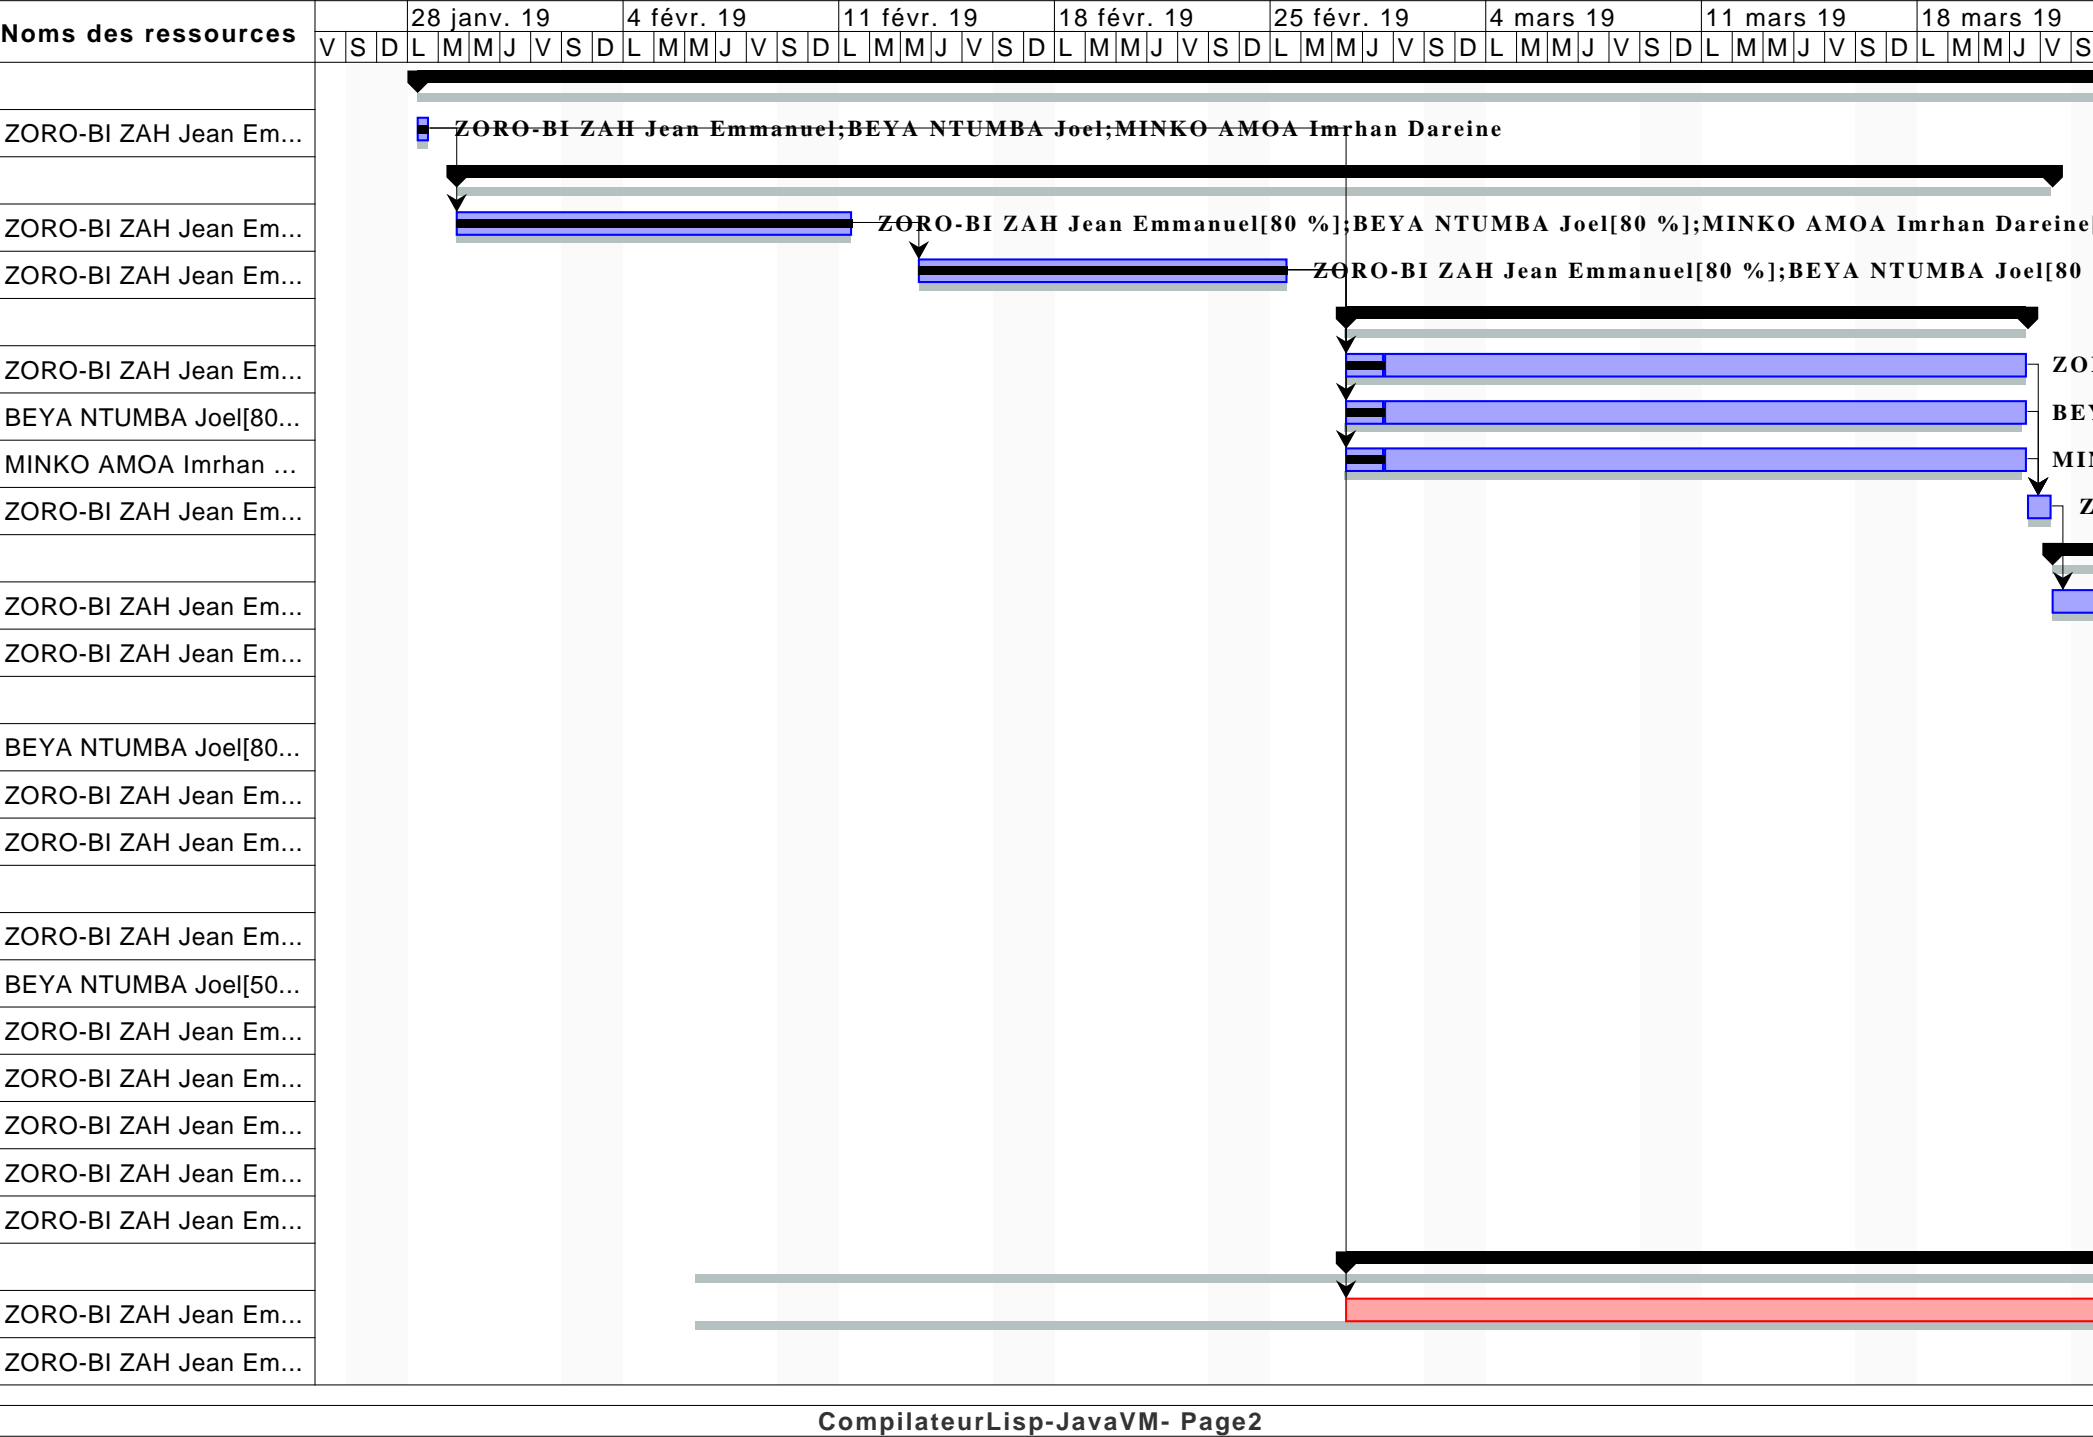 Noms des ressources
28 janv. 19 4 févr. 19 11 févr. 19 18 févr. 19 25 févr. 19 4 mars 19 11 mars 19 18 mars 19
V S D L M M J V S D L M M J V S D L M M J V S D L M M J V S D L M M J V S D L M M J V S D L M M J V S D L M M J V S
ZORO-BI ZAH Jean Em... ZORO-BI ZAH Jean Emmanuel;BEYA NTUMBA Joel;MINKO AMOA Imrhan Dareine
ZORO-BI ZAH Jean Em... ZORO-BI ZAH Jean Emmanuel[80 %];BEYA NTUMBA Joel[80 %];MINKO AMOA Imrhan Dareine[
ZORO-BI ZAH Jean Em... ZORO-BI ZAH Jean Emmanuel[80 %];BEYA NTUMBA Joel[80
ZORO-BI ZAH Jean Em... ZO
BEYA NTUMBA Joel[80... BEY
MINKO AMOA Imrhan ... MIN
ZORO-BI ZAH Jean Em... Z
ZORO-BI ZAH Jean Em...
ZORO-BI ZAH Jean Em...
BEYA NTUMBA Joel[80...
ZORO-BI ZAH Jean Em...
ZORO-BI ZAH Jean Em...
ZORO-BI ZAH Jean Em...
BEYA NTUMBA Joel[50...
ZORO-BI ZAH Jean Em...
ZORO-BI ZAH Jean Em...
ZORO-BI ZAH Jean Em...
ZORO-BI ZAH Jean Em...
ZORO-BI ZAH Jean Em...
ZORO-BI ZAH Jean Em...
ZORO-BI ZAH Jean Em...
CompilateurLisp-JavaVM- Page2